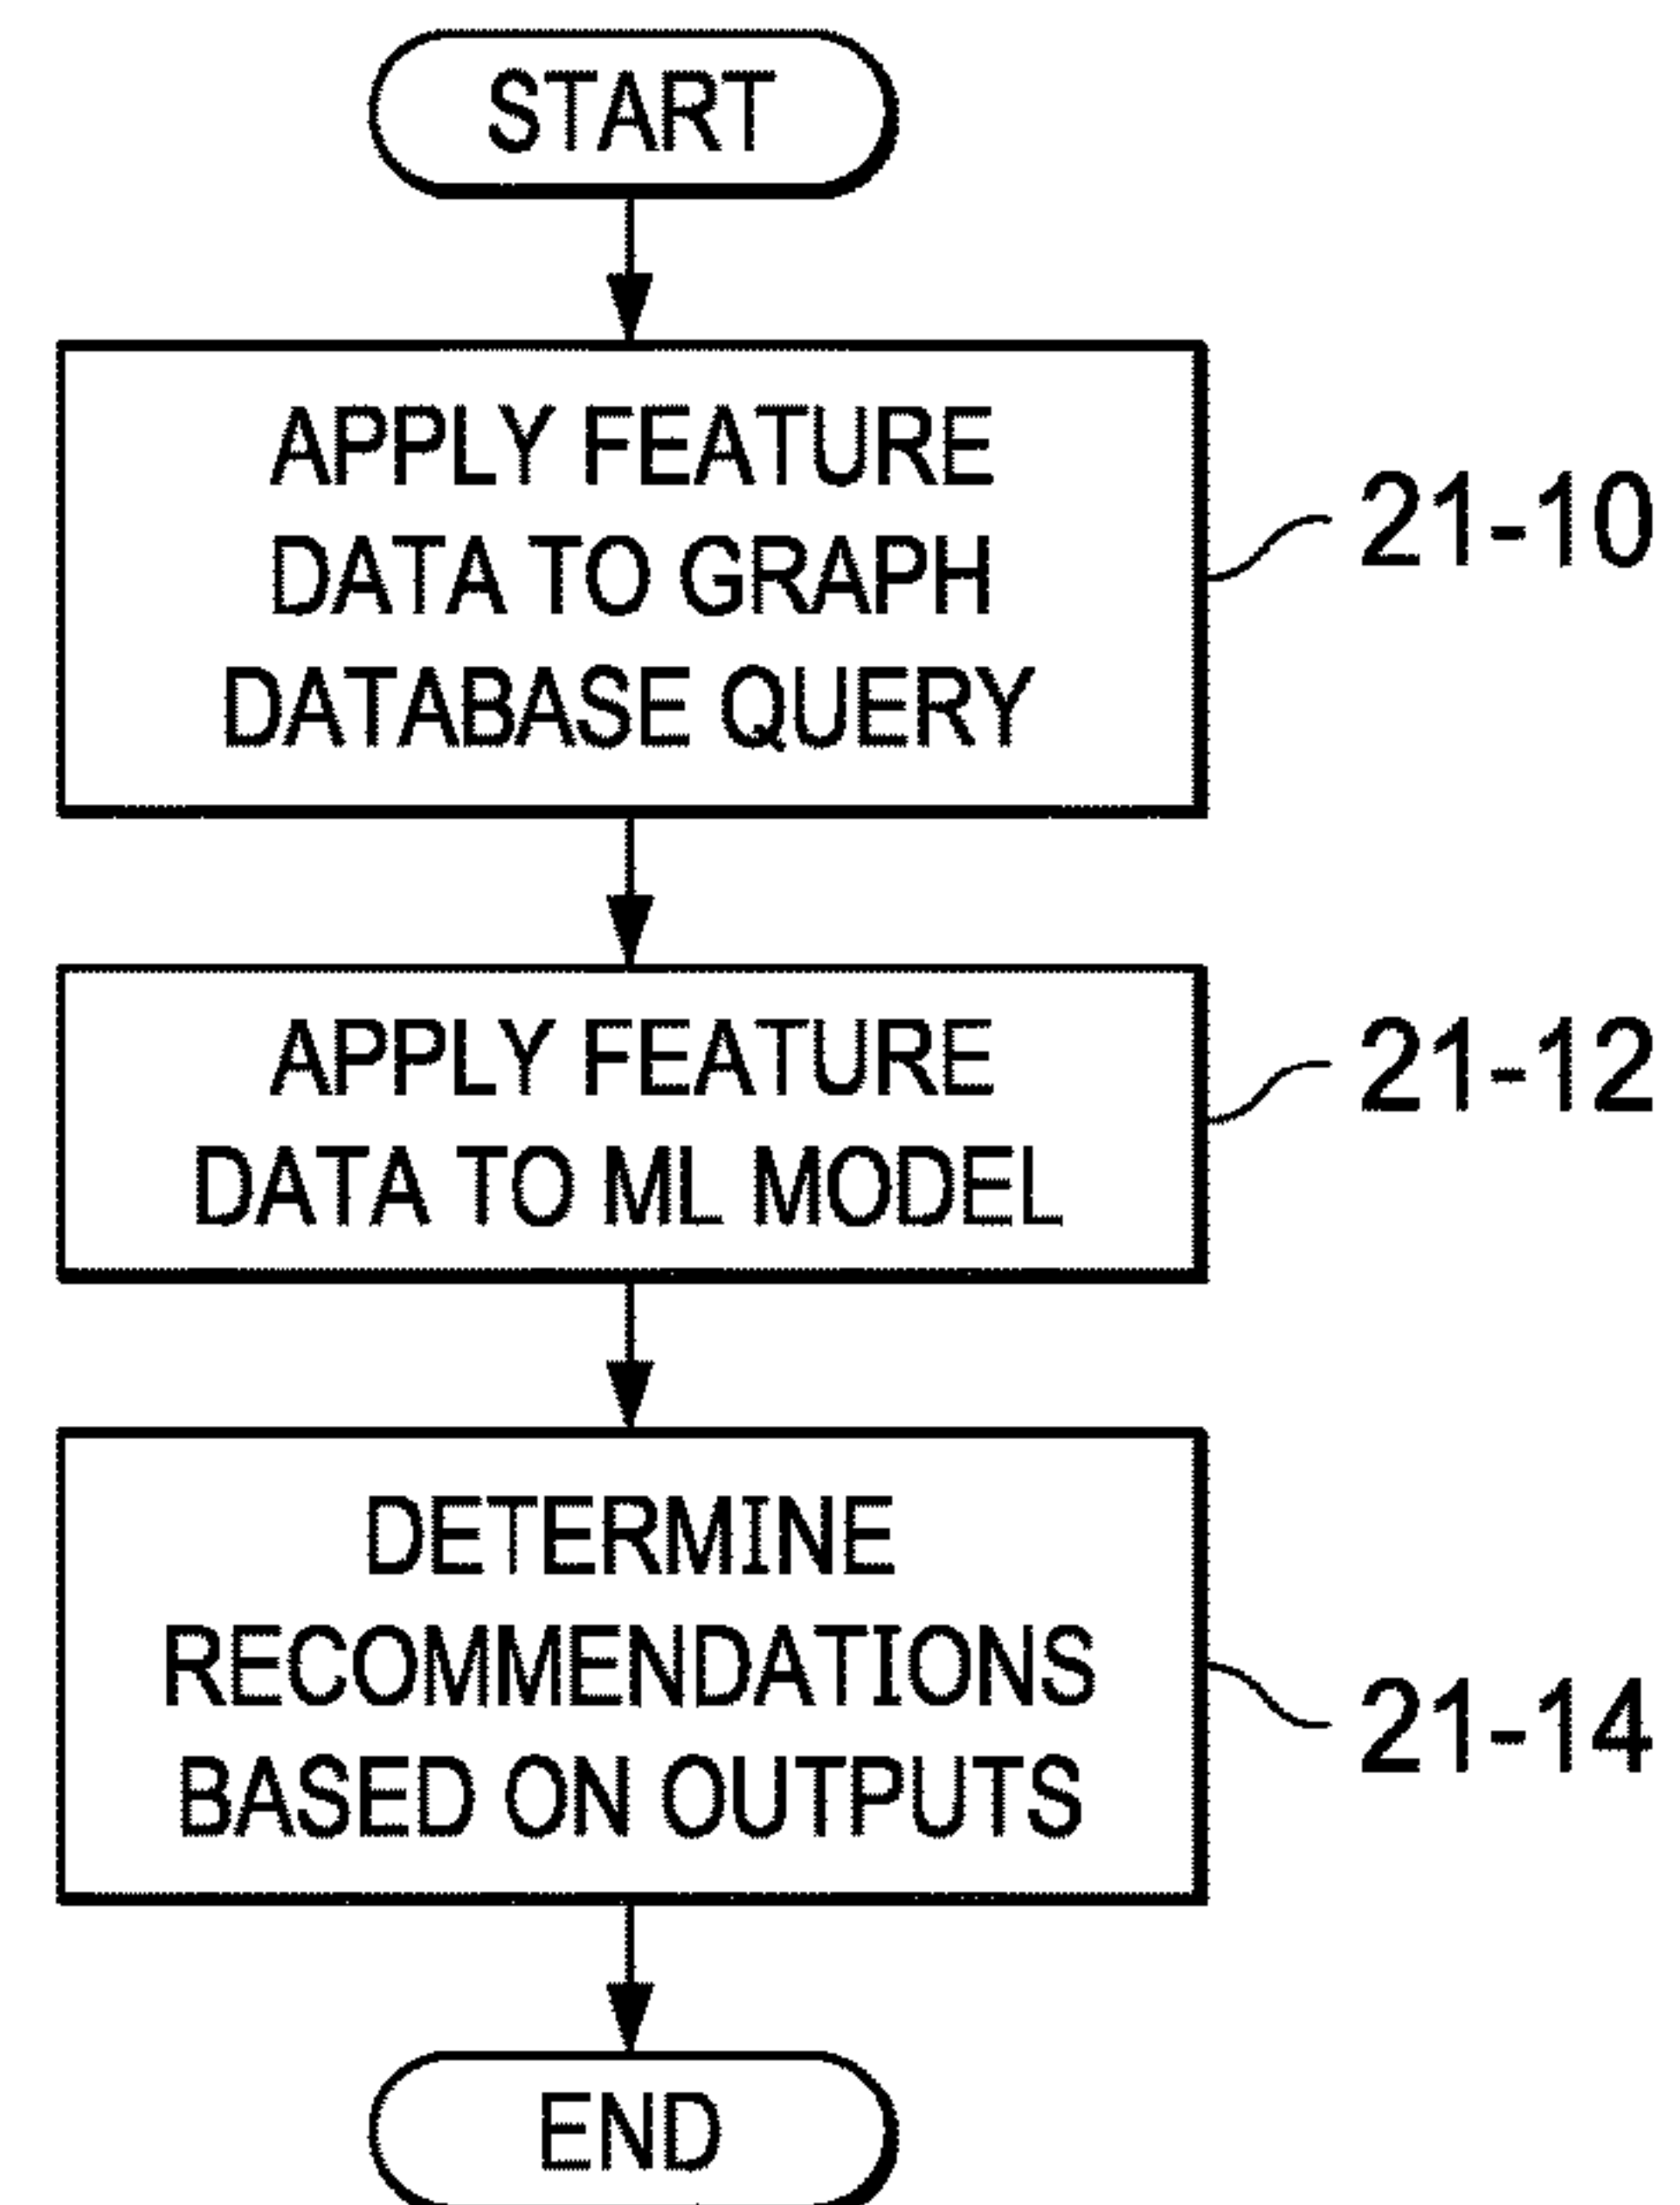 START
APPLY FEATURE
DATA TO GRAPH
DATABASE QUERY
21-10
APPLY FEATURE
DATA TO ML MODEL
21-12
DETERMINE
RECOMMENDATIONS
BASED ON OUTPUTS
21-14
END